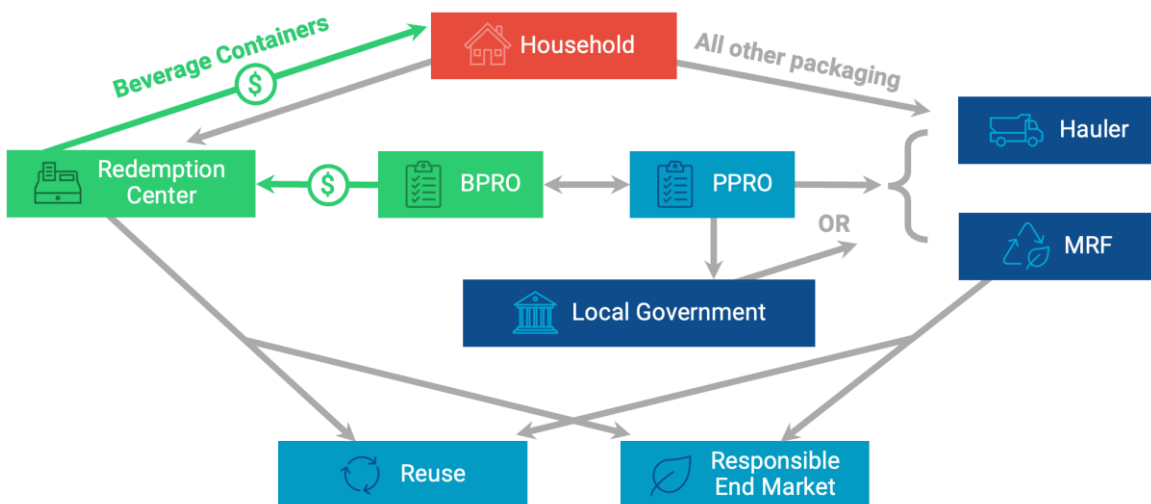 Beverage Containers
$
Household
All other packaging
Hauler
Redemption
Center
$
BPRO
PPRO
OR
MRF
Local Government
Reuse
Responsible
End Market